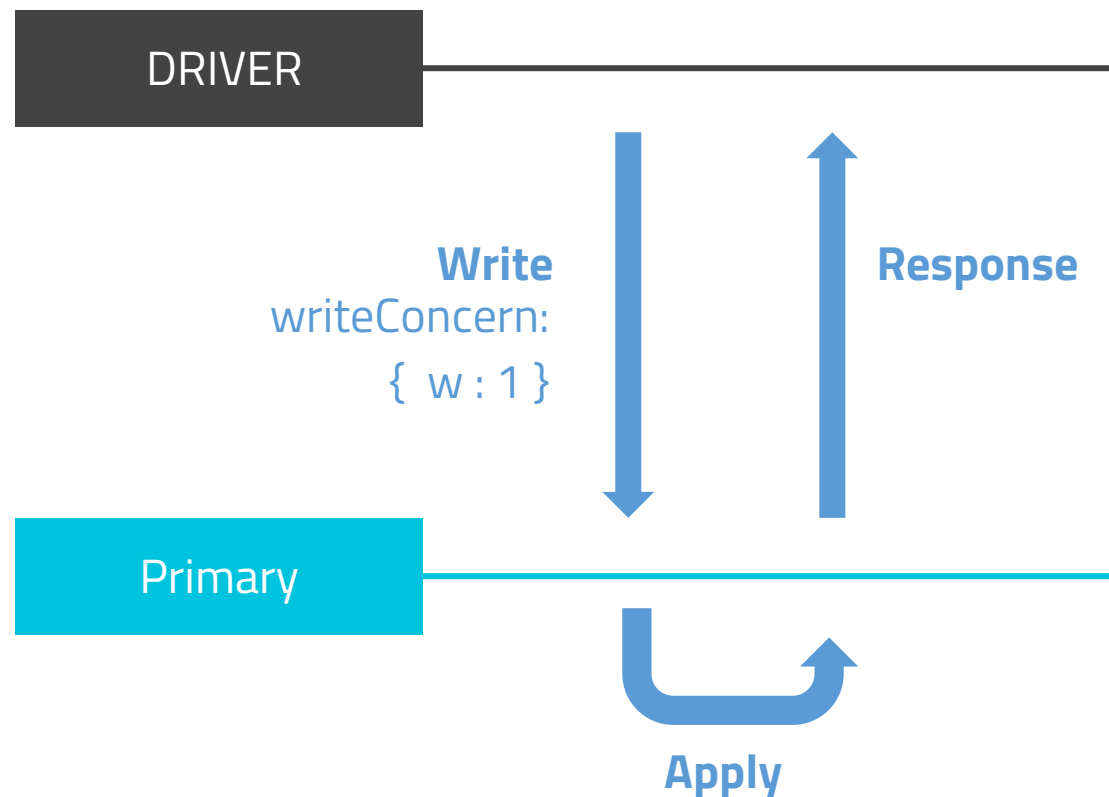 DRIVER
Write
writeConcern:
{ w : 1 }
Response
Primary
Apply